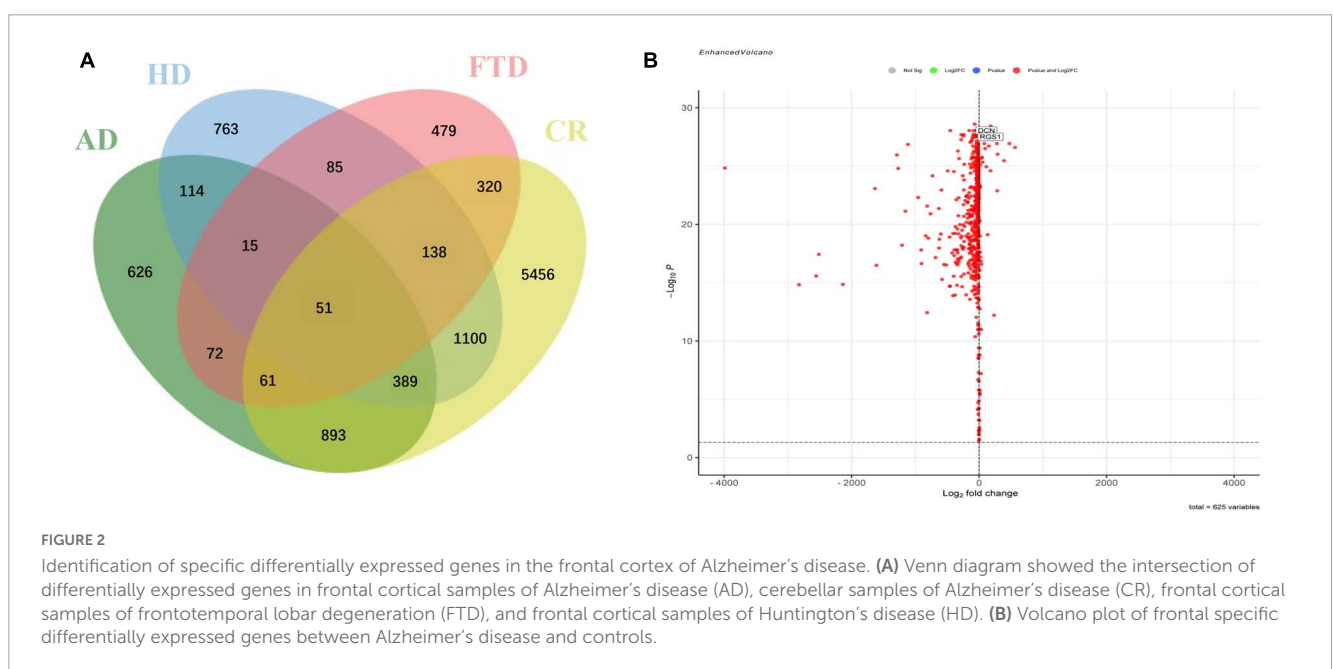 A
HD
FTD
AD
CR
763
479
85
114
320
15
138
626
5456
51
1100
72
61
389
893
B
EnhancedVolcano
Not Sig Log2FC Pvalue Pvalue and Log2FC
30
DCN
RGS1
20
−Log10 P
10
0
-4000 -2000 0 2000 4000
Log2 fold change
total = 625 variables
FIGURE 2
Identification of specific differentially expressed genes in the frontal cortex of Alzheimer’s disease. (A) Venn diagram showed the intersection of
differentially expressed genes in frontal cortical samples of Alzheimer’s disease (AD), cerebellar samples of Alzheimer’s disease (CR), frontal cortical
samples of frontotemporal lobar degeneration (FTD), and frontal cortical samples of Huntington’s disease (HD). (B) Volcano plot of frontal specific
differentially expressed genes between Alzheimer’s disease and controls.